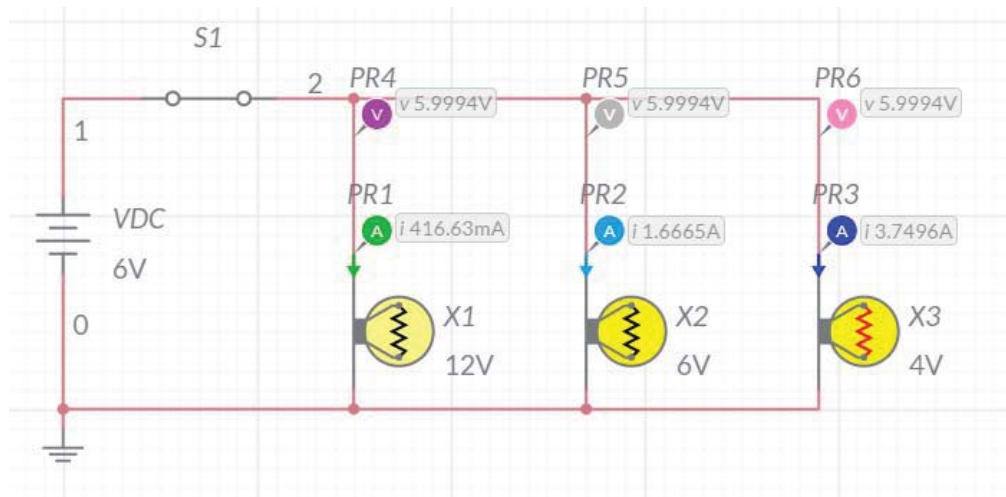 S1
2
PR4
PR5
PR6
V
v 5.9994V
V
v 5.9994V
V
v 5.9994V
1
PR1
PR2
PR3
VDC
A
i 416.63mA
A
i 1.6665A
A
i 3.7496A
6V
0
X1
X2
X3
12V
6V
4V